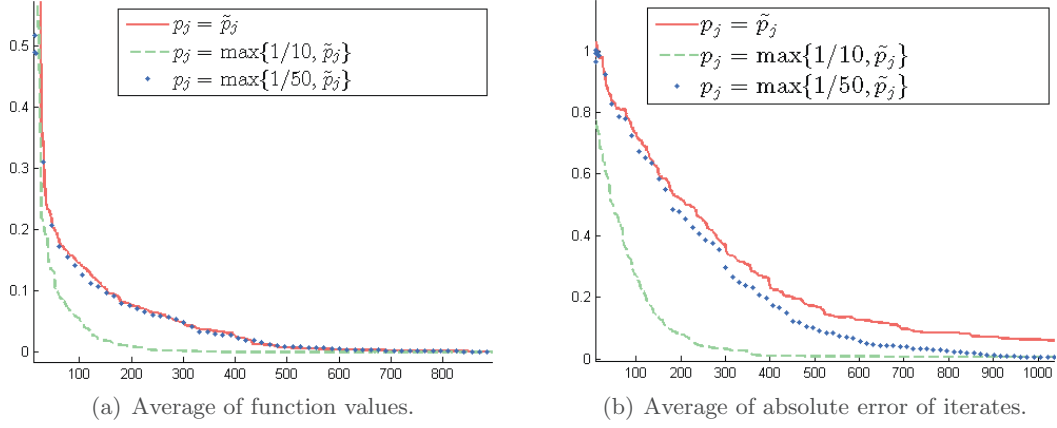 p_j = p̃_j
p_j = max{1/10, p̃_j}
p_j = max{1/50, p̃_j}
0.5
0.4
0.3
0.2
0.1
0
100 200 300 400 500 600 700 800
(a) Average of function values.
p_j = p̃_j
p_j = max{1/10, p̃_j}
p_j = max{1/50, p̃_j}
1
0.8
0.6
0.4
0.2
0
100 200 300 400 500 600 700 800 900 1000
(b) Average of absolute error of iterates.